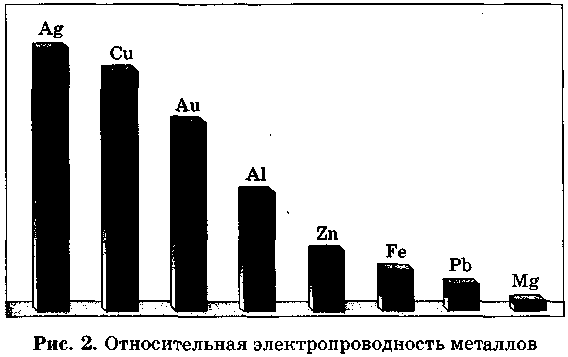 Ag
Cu
Au
Al
Zn
Fe
Pb
Mg
Рис. 2. Относительная электропроводность металлов